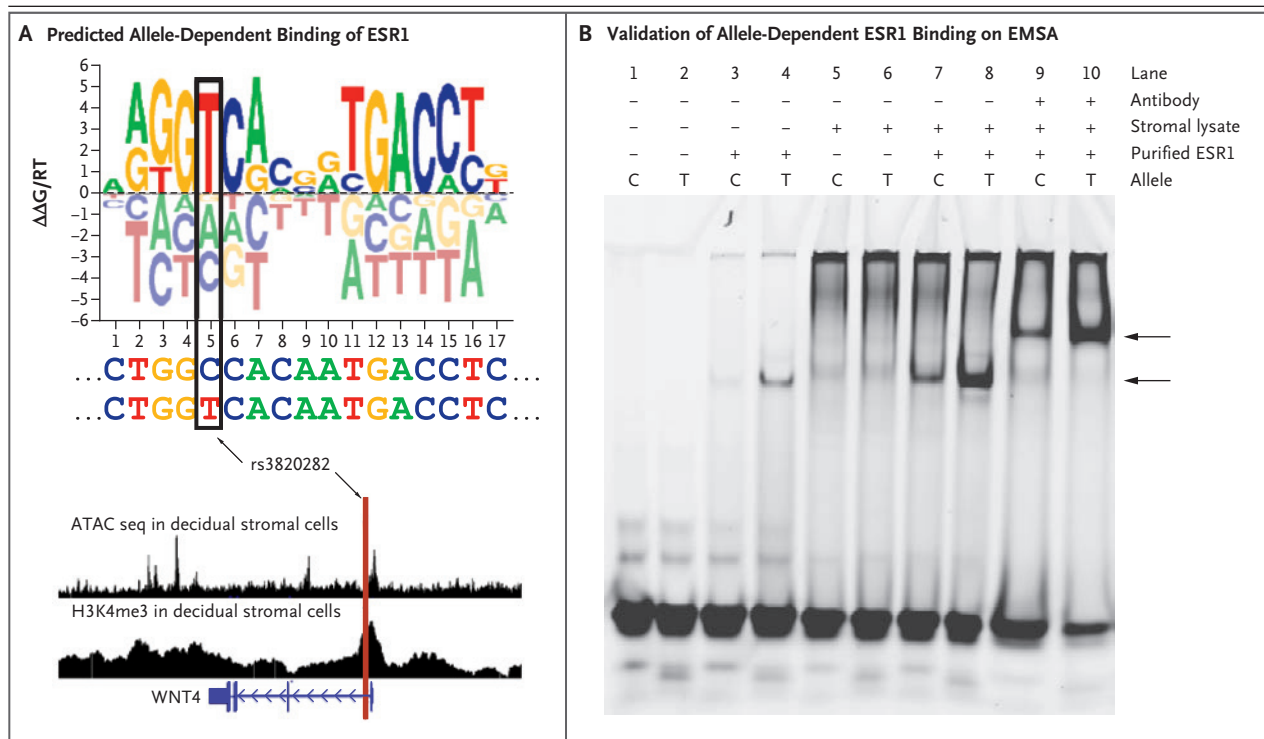 A Predicted Allele-Dependent Binding of ESR1
ΔΔG/RT
6
5
4
3
2
1
0
−1
−2
−3
−4
−5
−6
1 2 3 4 5 6 7 8 9 10 11 12 13 14 15 16 17
...CTGGCCACAATGACCTC...
...CTGGTCACAATGACCTC...
rs3820282
ATAC seq in decidual stromal cells
H3K4me3 in decidual stromal cells
WNT4
B Validation of Allele-Dependent ESR1 Binding on EMSA
1 2 3 4 5 6 7 8 9 10 Lane
– – – – – – – – + + Antibody
– – – – + + + + + + Stromal lysate
– – + + – – + + + + Purified ESR1
C T C T C T C T C T Allele